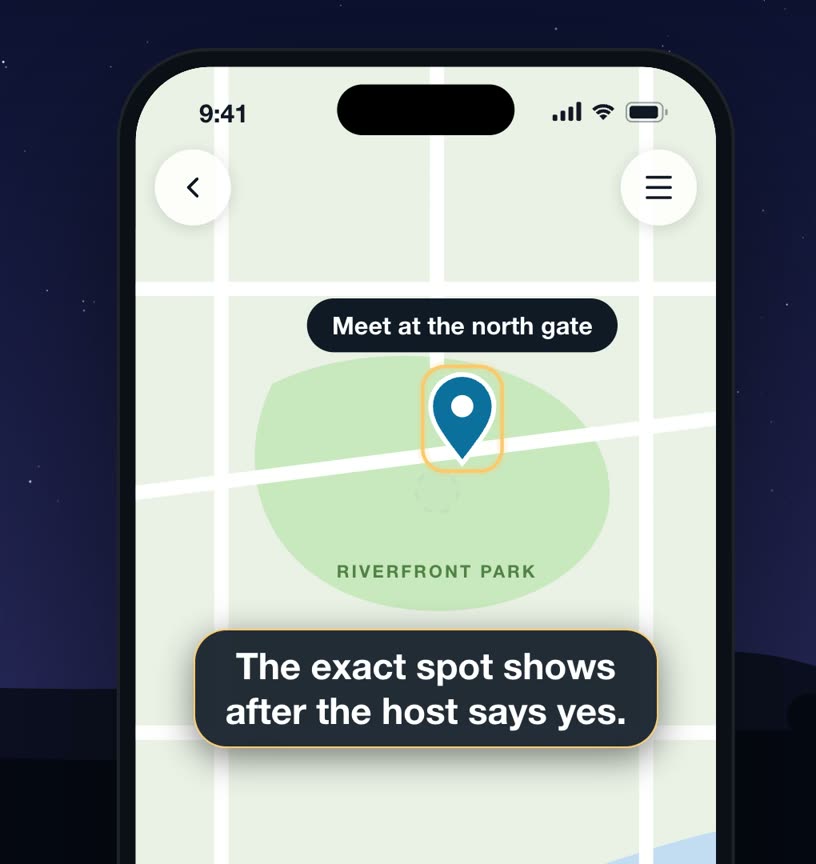 9:41
Meet at the north gate
RIVERFRONT PARK
The exact spot shows
after the host says yes.